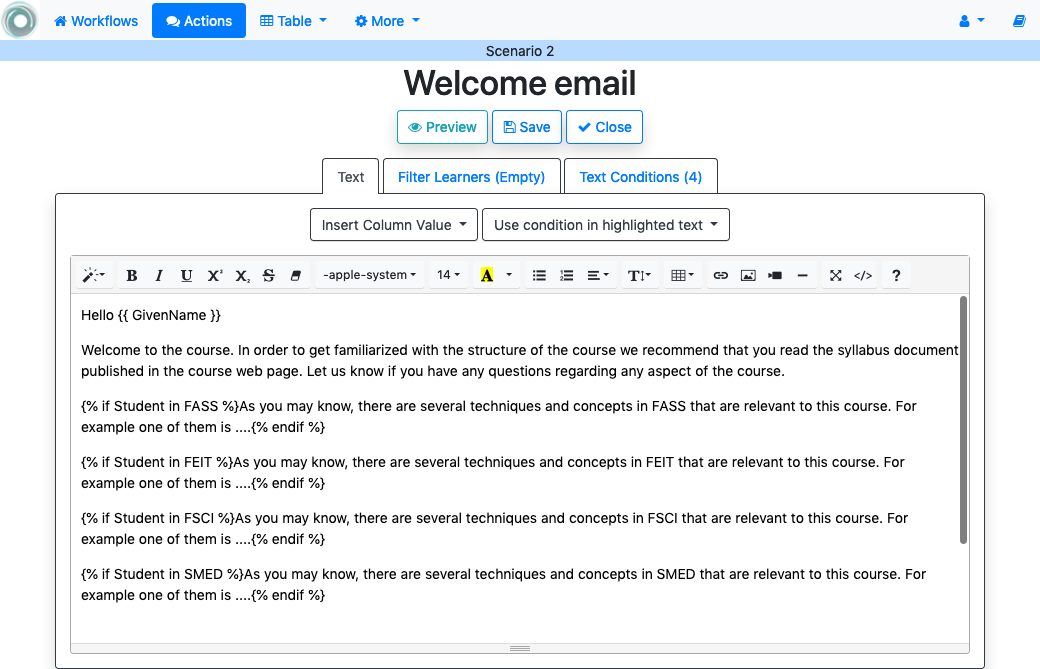 Workflows Actions Table More
Scenario 2
Welcome email
Preview Save Close
Text Filter Learners (Empty) Text Conditions (4)
Insert Column Value Use condition in highlighted text
B I U X² X₂ S -apple-system 14 A T </> ?
Hello {{ GivenName }}
Welcome to the course. In order to get familiarized with the structure of the course we recommend that you read the syllabus document
published in the course web page. Let us know if you have any questions regarding any aspect of the course.
{% if Student in FASS %}As you may know, there are several techniques and concepts in FASS that are relevant to this course. For
example one of them is ....{% endif %}
{% if Student in FEIT %}As you may know, there are several techniques and concepts in FEIT that are relevant to this course. For
example one of them is ....{% endif %}
{% if Student in FSCI %}As you may know, there are several techniques and concepts in FSCI that are relevant to this course. For
example one of them is ....{% endif %}
{% if Student in SMED %}As you may know, there are several techniques and concepts in SMED that are relevant to this course. For
example one of them is ....{% endif %}